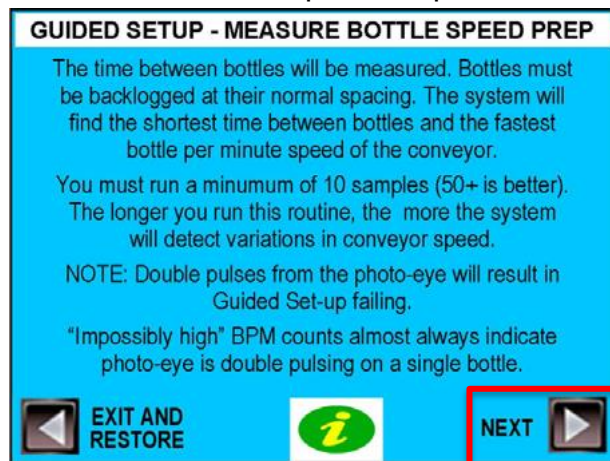 GUIDED SETUP - MEASURE BOTTLE SPEED PREP
The time between bottles will be measured. Bottles must
be backlogged at their normal spacing. The system will
find the shortest time between bottles and the fastest
bottle per minute speed of the conveyor.
You must run a minumum of 10 samples (50+ is better).
The longer you run this routine, the more the system
will detect variations in conveyor speed.
NOTE: Double pulses from the photo-eye will result in
Guided Set-up failing.
“Impossibly high” BPM counts almost always indicate
photo-eye is double pulsing on a single bottle.
EXIT AND
RESTORE
i
NEXT